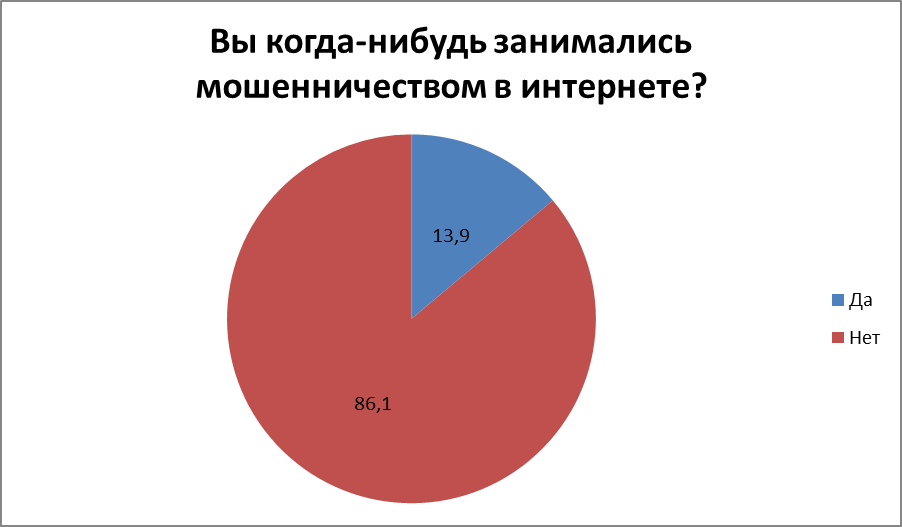 Вы когда-нибудь занимались
мошенничеством в интернете?
13,9
86,1
Да
Нет